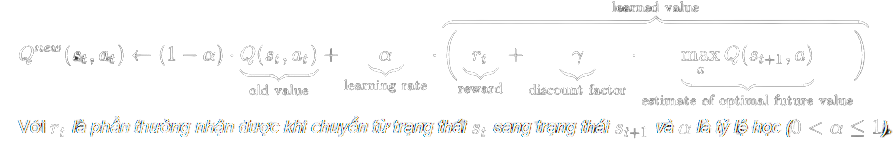 learned value
Q^{new}(s_t, a_t) ← (1 − α) · Q(s_t, a_t) + α · ( r_t + γ · max_a Q(s_{t+1}, a) )
old value learning rate reward discount factor estimate of optimal future value
Với r_t là phần thưởng nhận được khi chuyển từ trạng thái s_t sang trạng thái s_{t+1} và α là tỷ lệ học (0 < α ≤ 1).